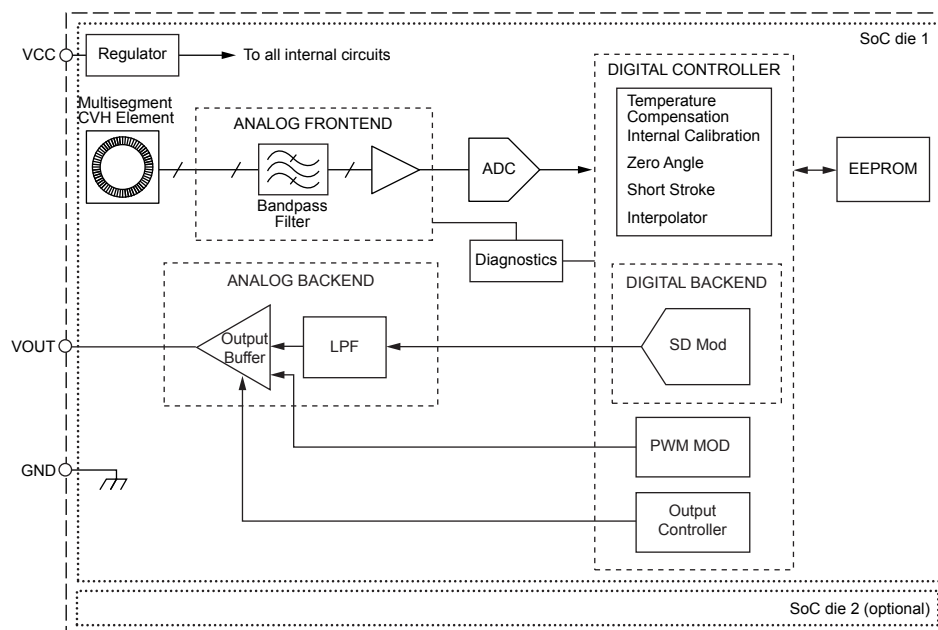 SoC die 1
VCC
Regulator
To all internal circuits
DIGITAL CONTROLLER
Multisegment
CVH Element
ANALOG FRONTEND
Temperature
Compensation
Internal Calibration
Zero Angle
Short Stroke
Interpolator
ADC
EEPROM
Bandpass
Filter
Diagnostics
ANALOG BACKEND
DIGITAL BACKEND
VOUT
Output
Buffer
LPF
SD Mod
PWM MOD
GND
Output
Controller
SoC die 2 (optional)